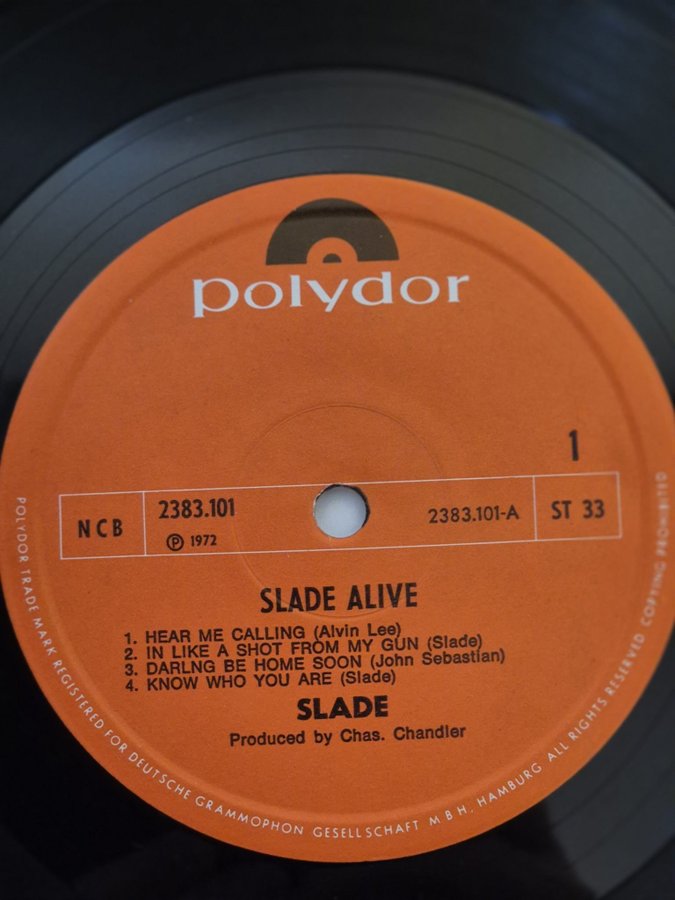 polydor
1
NCB
2383.101
Ⓟ 1972
2383.101-A
ST 33
SLADE ALIVE
1. HEAR ME CALLING (Alvin Lee)
2. IN LIKE A SHOT FROM MY GUN (Slade)
3. DARLNG BE HOME SOON (John Sebastian)
4. KNOW WHO YOU ARE (Slade)
SLADE
Produced by Chas. Chandler
POLYDOR TRADE MARK REGISTERED FOR DEUTSCHE GRAMMOPHON GESELLSCHAFT M B H, HAMBURG ALL RIGHTS RESERVED COPYING PROHIBITED